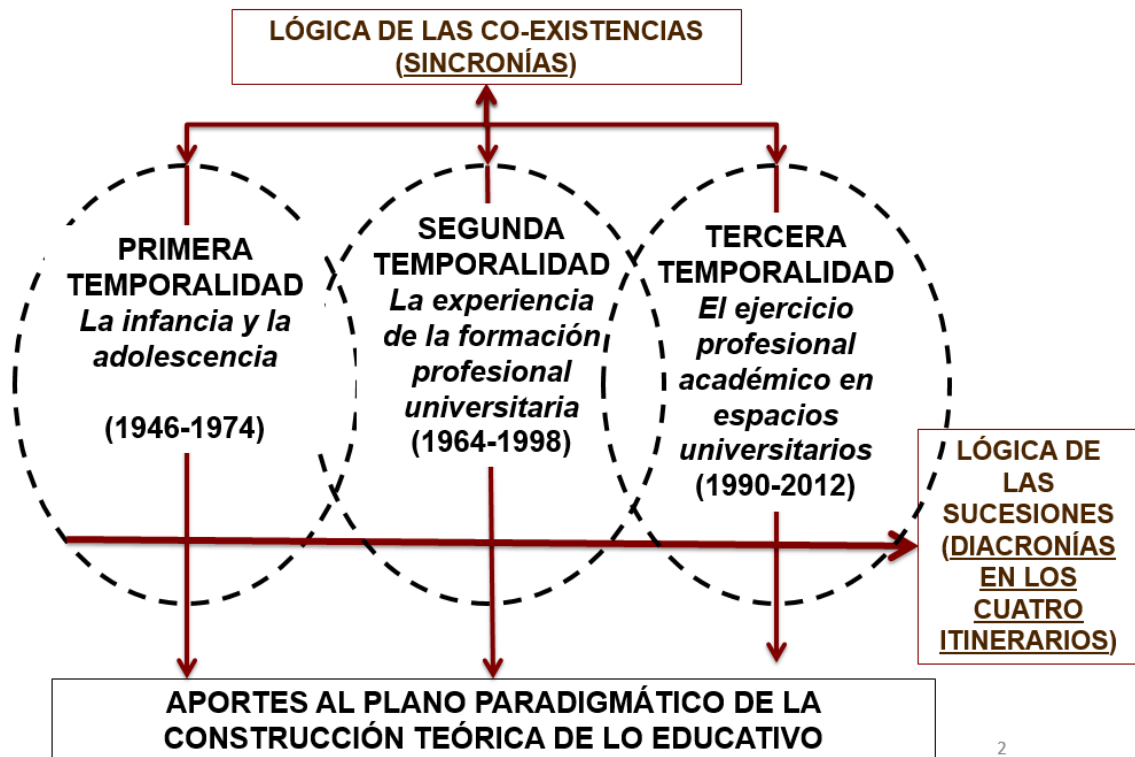 LÓGICA DE LAS CO-EXISTENCIAS
(SINCRONÍAS)
PRIMERA
TEMPORALIDAD
La infancia y la
adolescencia
(1946-1974)
SEGUNDA
TEMPORALIDAD
La experiencia
de la formación
profesional
universitaria
(1964-1998)
TERCERA
TEMPORALIDAD
El ejercicio
profesional
académico en
espacios
universitarios
(1990-2012)
LÓGICA DE
LAS
SUCESIONES
(DIACRONÍAS
EN LOS
CUATRO
ITINERARIOS)
APORTES AL PLANO PARADIGMÁTICO DE LA
CONSTRUCCIÓN TEÓRICA DE LO EDUCATIVO
2